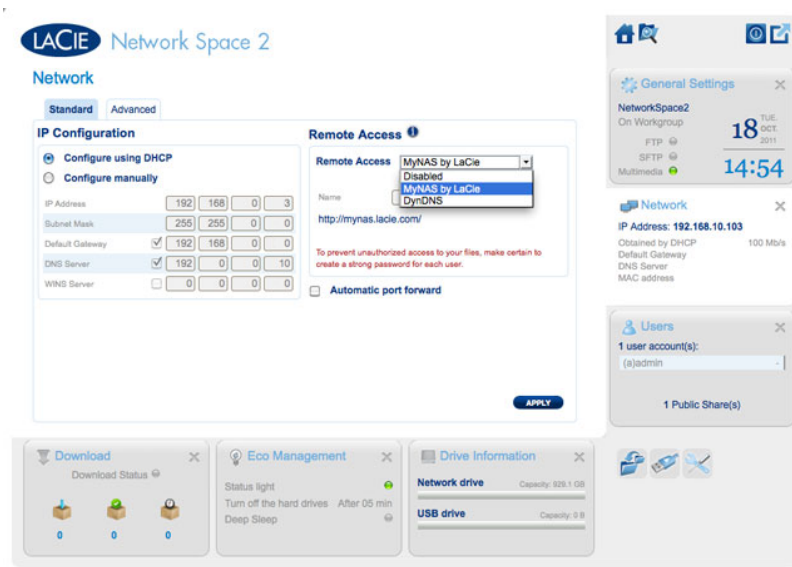 LACIE Network Space 2
Network
Standard Advanced
IP Configuration
Configure using DHCP
Configure manually
IP Address 192 168 0 3
Subnet Mask 255 255 0 0
Default Gateway 192 168 0 0
DNS Server 192 0 0 10
WINS Server 0 0 0 0
Remote Access
Remote Access MyNAS by LaCie
Disabled
MyNAS by LaCie
DynDNS
Name
http://mynas.lacie.com/
To prevent unauthorized access to your files, make certain to
create a strong password for each user.
Automatic port forward
APPLY
General Settings
NetworkSpace2
On Workgroup
FTP
SFTP
Multimedia
TUE.
18 OCT.
2011
14:54
Network
IP Address: 192.168.10.103
Obtained by DHCP 100 Mb/s
Default Gateway
DNS Server
MAC address
Users
1 user account(s):
(a)admin
1 Public Share(s)
Download
Download Status
0 0 0
Eco Management
Status light
Turn off the hard drives After 05 min
Deep Sleep
Drive Information
Network drive Capacity: 929.1 GB
USB drive Capacity: 0 B